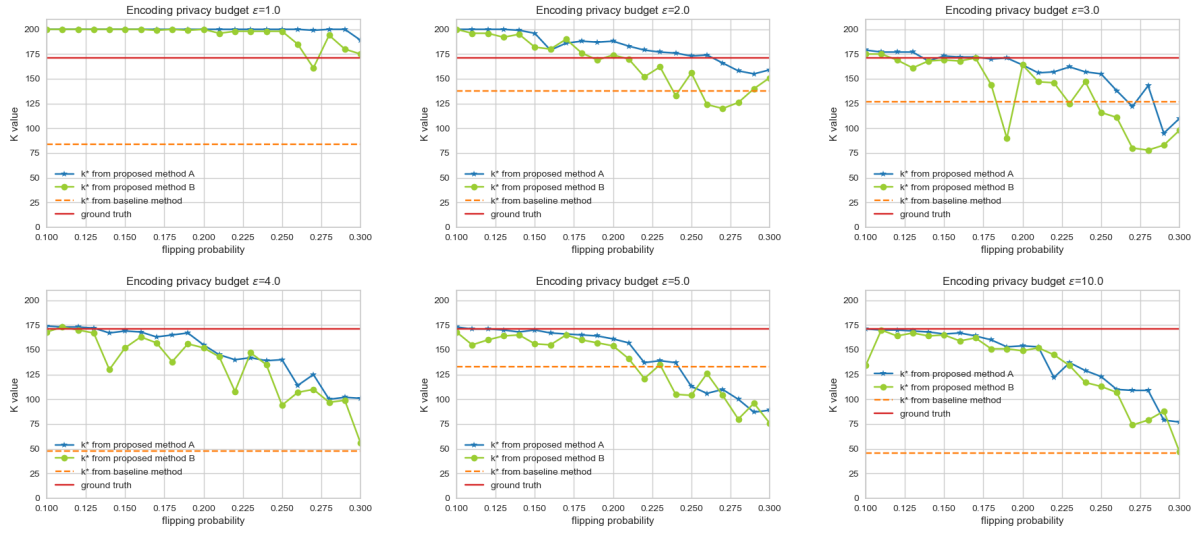 Encoding privacy budget ε=1.0
200
175
150
125
100
75
50
25
0
K value
k* from proposed method A
k* from proposed method B
k* from baseline method
ground truth
0.100 0.125 0.150 0.175 0.200 0.225 0.250 0.275 0.300
flipping probability
Encoding privacy budget ε=2.0
200
175
150
125
100
75
50
25
0
K value
k* from proposed method A
k* from proposed method B
k* from baseline method
ground truth
0.100 0.125 0.150 0.175 0.200 0.225 0.250 0.275 0.300
flipping probability
Encoding privacy budget ε=3.0
200
175
150
125
100
75
50
25
0
K value
k* from proposed method A
k* from proposed method B
k* from baseline method
ground truth
0.100 0.125 0.150 0.175 0.200 0.225 0.250 0.275 0.300
flipping probability
Encoding privacy budget ε=4.0
200
175
150
125
100
75
50
25
0
K value
k* from proposed method A
k* from proposed method B
k* from baseline method
ground truth
0.100 0.125 0.150 0.175 0.200 0.225 0.250 0.275 0.300
flipping probability
Encoding privacy budget ε=5.0
200
175
150
125
100
75
50
25
0
K value
k* from proposed method A
k* from proposed method B
k* from baseline method
ground truth
0.100 0.125 0.150 0.175 0.200 0.225 0.250 0.275 0.300
flipping probability
Encoding privacy budget ε=10.0
200
175
150
125
100
75
50
25
0
K value
k* from proposed method A
k* from proposed method B
k* from baseline method
ground truth
0.100 0.125 0.150 0.175 0.200 0.225 0.250 0.275 0.300
flipping probability